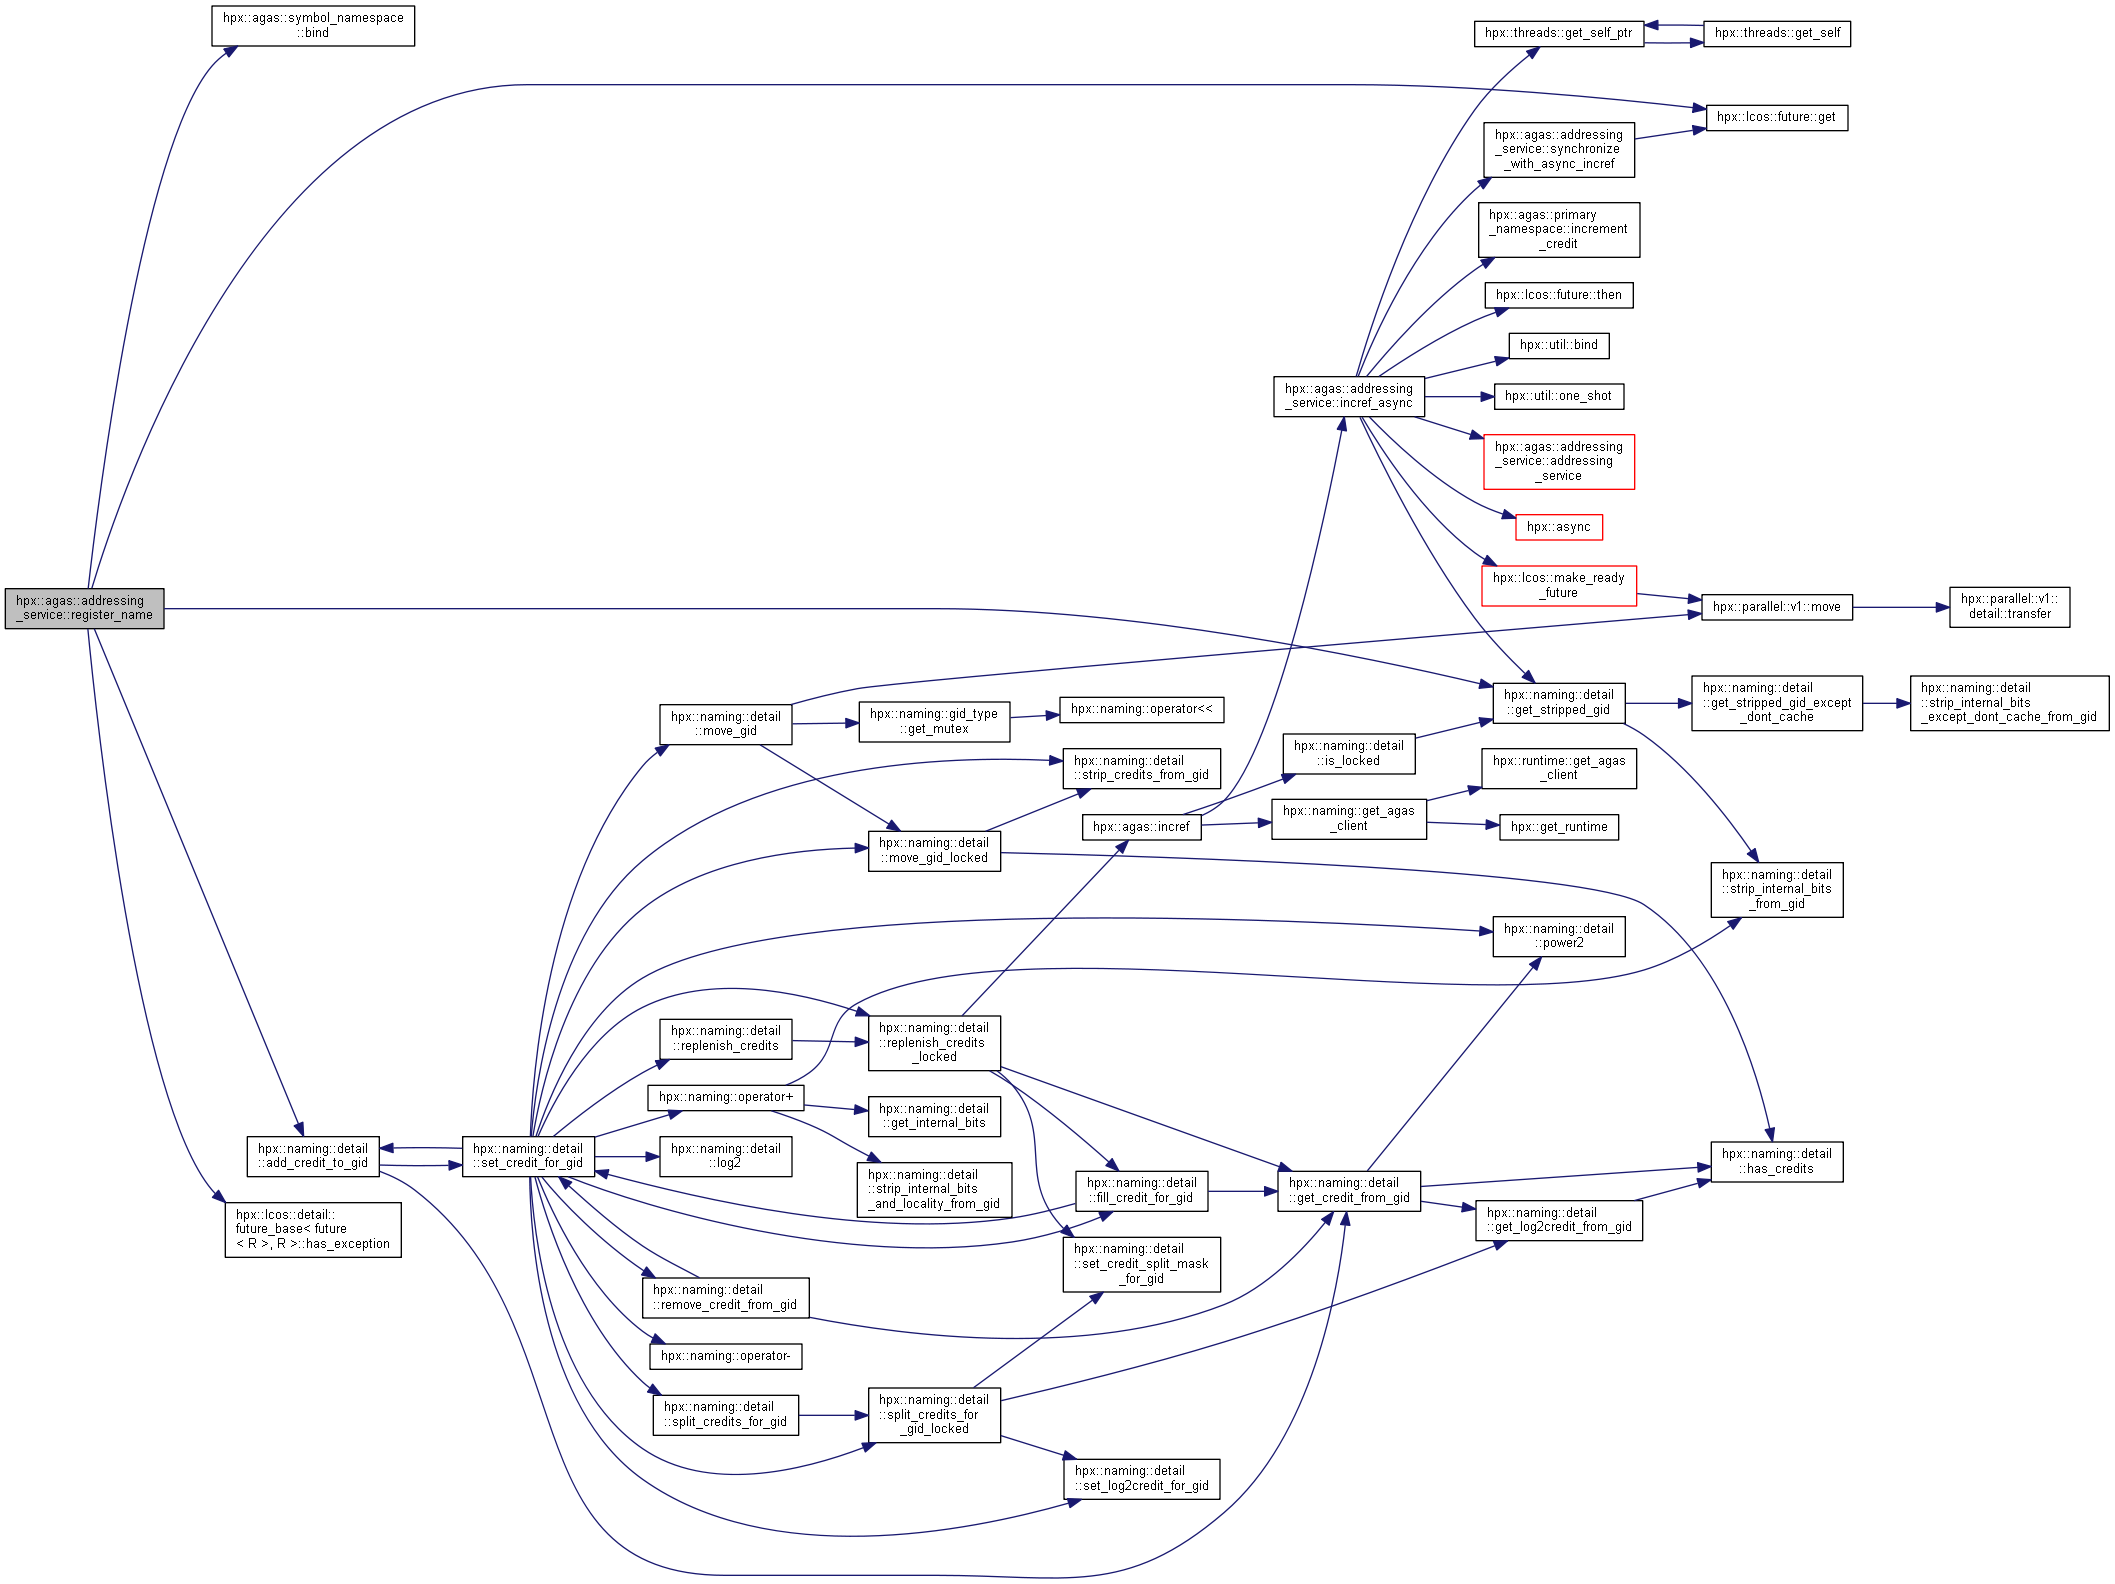 hpx::agas::addressing
_service::register_name
hpx::agas::symbol_namespace
::bind
hpx::lcos::future::get
hpx::naming::detail
::get_stripped_gid
hpx::naming::detail
::get_stripped_gid_except
_dont_cache
hpx::naming::detail
::strip_internal_bits
_except_dont_cache_from_gid
hpx::naming::detail
::strip_internal_bits
_from_gid
hpx::naming::detail
::add_credit_to_gid
hpx::lcos::detail::
future_base< future
< R >, R >::has_exception
hpx::naming::detail
::set_credit_for_gid
hpx::naming::detail
::move_gid
hpx::naming::gid_type
::get_mutex
hpx::naming::operator<<
hpx::naming::detail
::strip_credits_from_gid
hpx::naming::detail
::move_gid_locked
hpx::naming::detail
::replenish_credits
hpx::naming::detail
::replenish_credits
_locked
hpx::naming::operator+
hpx::naming::detail
::get_internal_bits
hpx::naming::detail
::log2
hpx::naming::detail
::strip_internal_bits
_and_locality_from_gid
hpx::naming::detail
::fill_credit_for_gid
hpx::naming::detail
::set_credit_split_mask
_for_gid
hpx::naming::detail
::remove_credit_from_gid
hpx::naming::operator-
hpx::naming::detail
::split_credits_for_gid
hpx::naming::detail
::split_credits_for
_gid_locked
hpx::naming::detail
::set_log2credit_for_gid
hpx::agas::incref
hpx::naming::detail
::is_locked
hpx::naming::get_agas
_client
hpx::runtime::get_agas
_client
hpx::get_runtime
hpx::naming::detail
::power2
hpx::naming::detail
::get_credit_from_gid
hpx::naming::detail
::get_log2credit_from_gid
hpx::naming::detail
::has_credits
hpx::agas::addressing
_service::incref_async
hpx::threads::get_self_ptr
hpx::threads::get_self
hpx::agas::addressing
_service::synchronize
_with_async_incref
hpx::agas::primary
_namespace::increment
_credit
hpx::lcos::future::then
hpx::util::bind
hpx::util::one_shot
hpx::agas::addressing
_service::addressing
_service
hpx::async
hpx::lcos::make_ready
_future
hpx::parallel::v1::move
hpx::parallel::v1::
detail::transfer